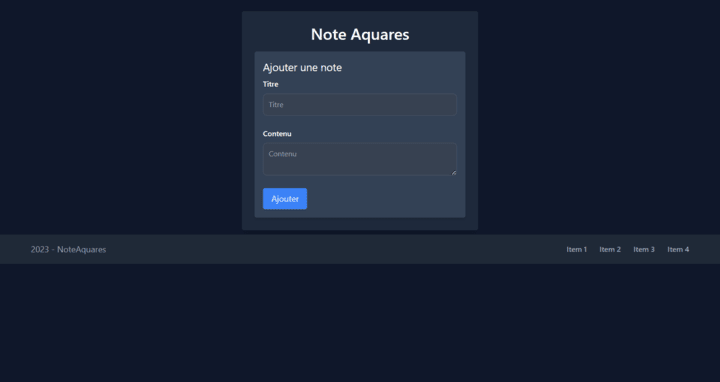 Note Aquares
Ajouter une note
Titre
Titre
Contenu
Contenu
Ajouter
2023 - NoteAquares
Item 1 Item 2 Item 3 Item 4